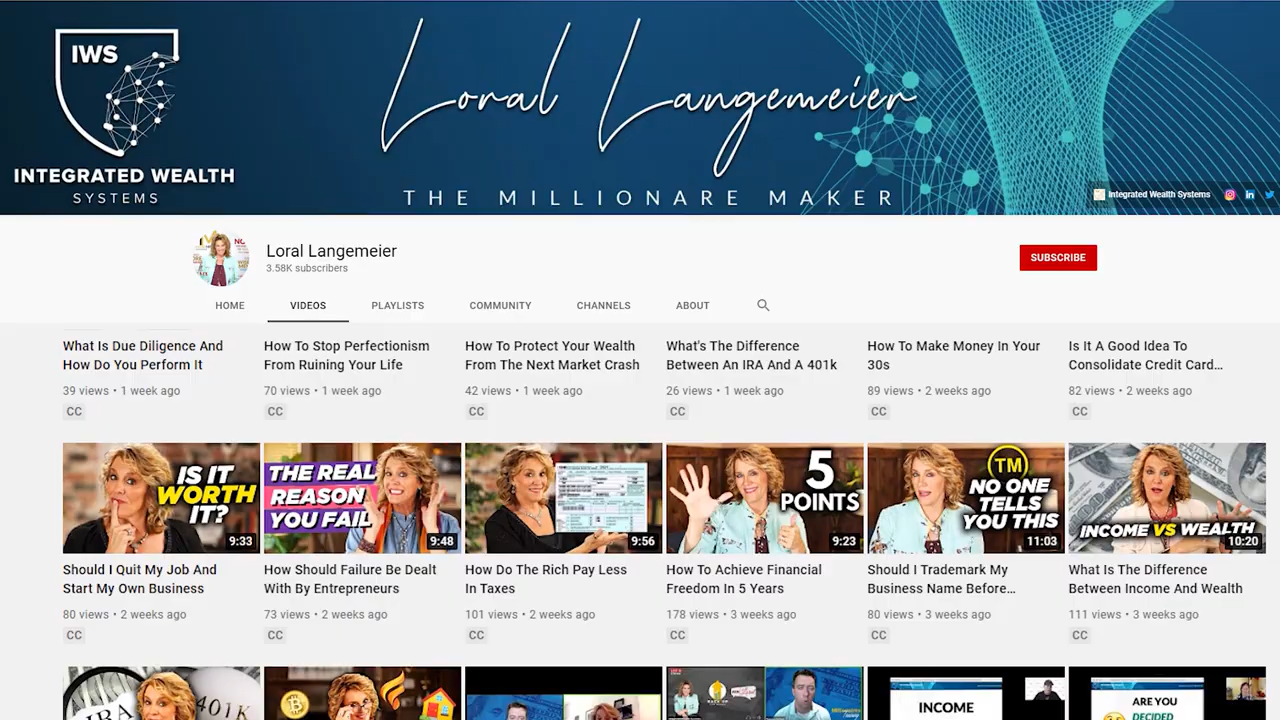 IWS
INTEGRATED WEALTH
SYSTEMS
Loral Langemeier
THE MILLIONARE MAKER
Integrated Wealth Systems
Loral Langemeier
3.58K subscribers
SUBSCRIBE
HOME VIDEOS PLAYLISTS COMMUNITY CHANNELS ABOUT
What Is Due Diligence And
How Do You Perform It
39 views • 1 week ago
CC
How To Stop Perfectionism
From Ruining Your Life
70 views • 1 week ago
CC
How To Protect Your Wealth
From The Next Market Crash
42 views • 1 week ago
CC
What's The Difference
Between An IRA And A 401k
26 views • 1 week ago
CC
How To Make Money In Your
30s
89 views • 2 weeks ago
CC
Is It A Good Idea To
Consolidate Credit Card…
82 views • 2 weeks ago
CC
IS IT
WORTH
IT?
9:33
Should I Quit My Job And
Start My Own Business
80 views • 2 weeks ago
CC
THE REAL
REASON
YOU FAIL
9:48
How Should Failure Be Dealt
With By Entrepreneurs
73 views • 2 weeks ago
CC
9:56
How Do The Rich Pay Less
In Taxes
101 views • 2 weeks ago
CC
5
POINTS
9:23
How To Achieve Financial
Freedom In 5 Years
178 views • 3 weeks ago
CC
TM
NO ONE
TELLS
YOU THIS
11:03
Should I Trademark My
Business Name Before…
80 views • 3 weeks ago
CC
INCOME VS WEALTH
10:20
What Is The Difference
Between Income And Wealth
111 views • 3 weeks ago
CC
IRA
401K
INCOME
ARE YOU
DECIDED